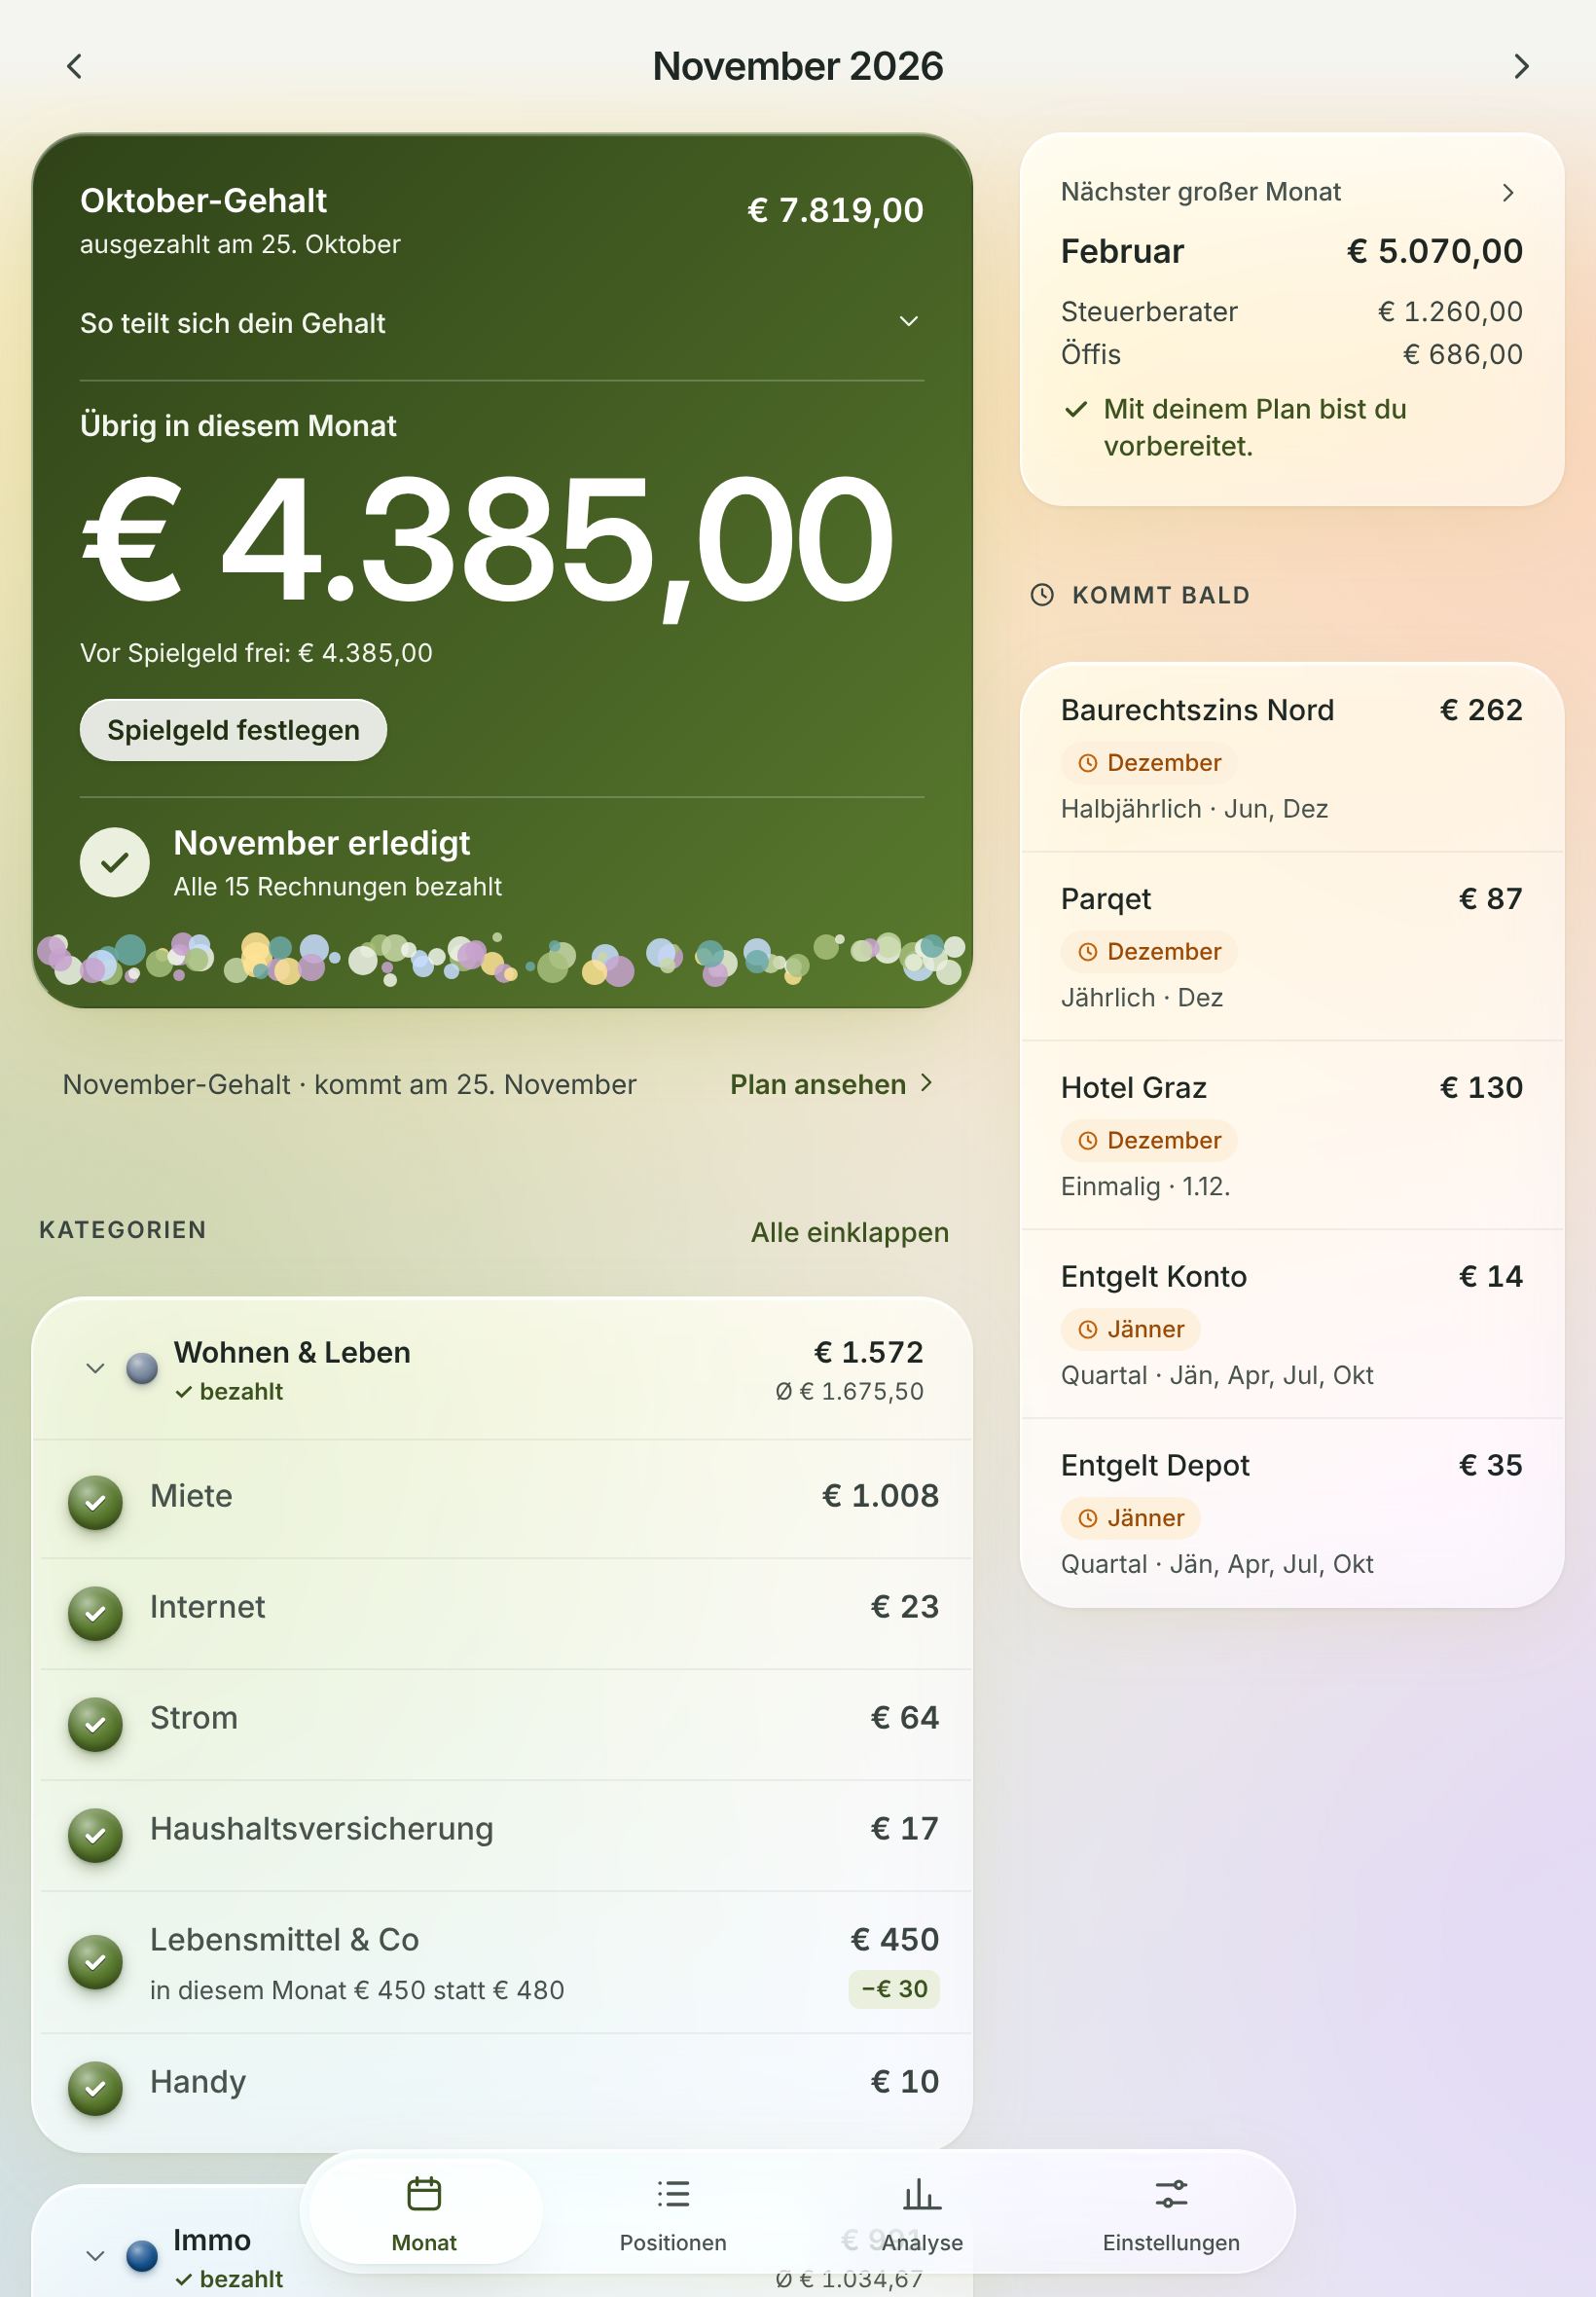 November 2026
Oktober-Gehalt
€ 7.819,00
ausgezahlt am 25. Oktober
So teilt sich dein Gehalt
Übrig in diesem Monat
€ 4.385,00
Vor Spielgeld frei: € 4.385,00
Spielgeld festlegen
November erledigt
Alle 15 Rechnungen bezahlt
November-Gehalt · kommt am 25. November
Plan ansehen
KATEGORIEN
Alle einklappen
Wohnen & Leben
€ 1.572
bezahlt
Ø € 1.675,50
Miete
€ 1.008
Internet
€ 23
Strom
€ 64
Haushaltsversicherung
€ 17
Lebensmittel & Co
€ 450
in diesem Monat € 450 statt € 480
−€ 30
Handy
€ 10
Immo
bezahlt
Ø € 1.034,67
Nächster großer Monat
Februar
€ 5.070,00
Steuerberater
€ 1.260,00
Öffis
€ 686,00
Mit deinem Plan bist du
vorbereitet.
KOMMT BALD
Baurechtszins Nord
€ 262
Dezember
Halbjährlich · Jun, Dez
Parqet
€ 87
Dezember
Jährlich · Dez
Hotel Graz
€ 130
Dezember
Einmalig · 1.12.
Entgelt Konto
€ 14
Jänner
Quartal · Jän, Apr, Jul, Okt
Entgelt Depot
€ 35
Jänner
Quartal · Jän, Apr, Jul, Okt
Monat
Positionen
Analyse
Einstellungen